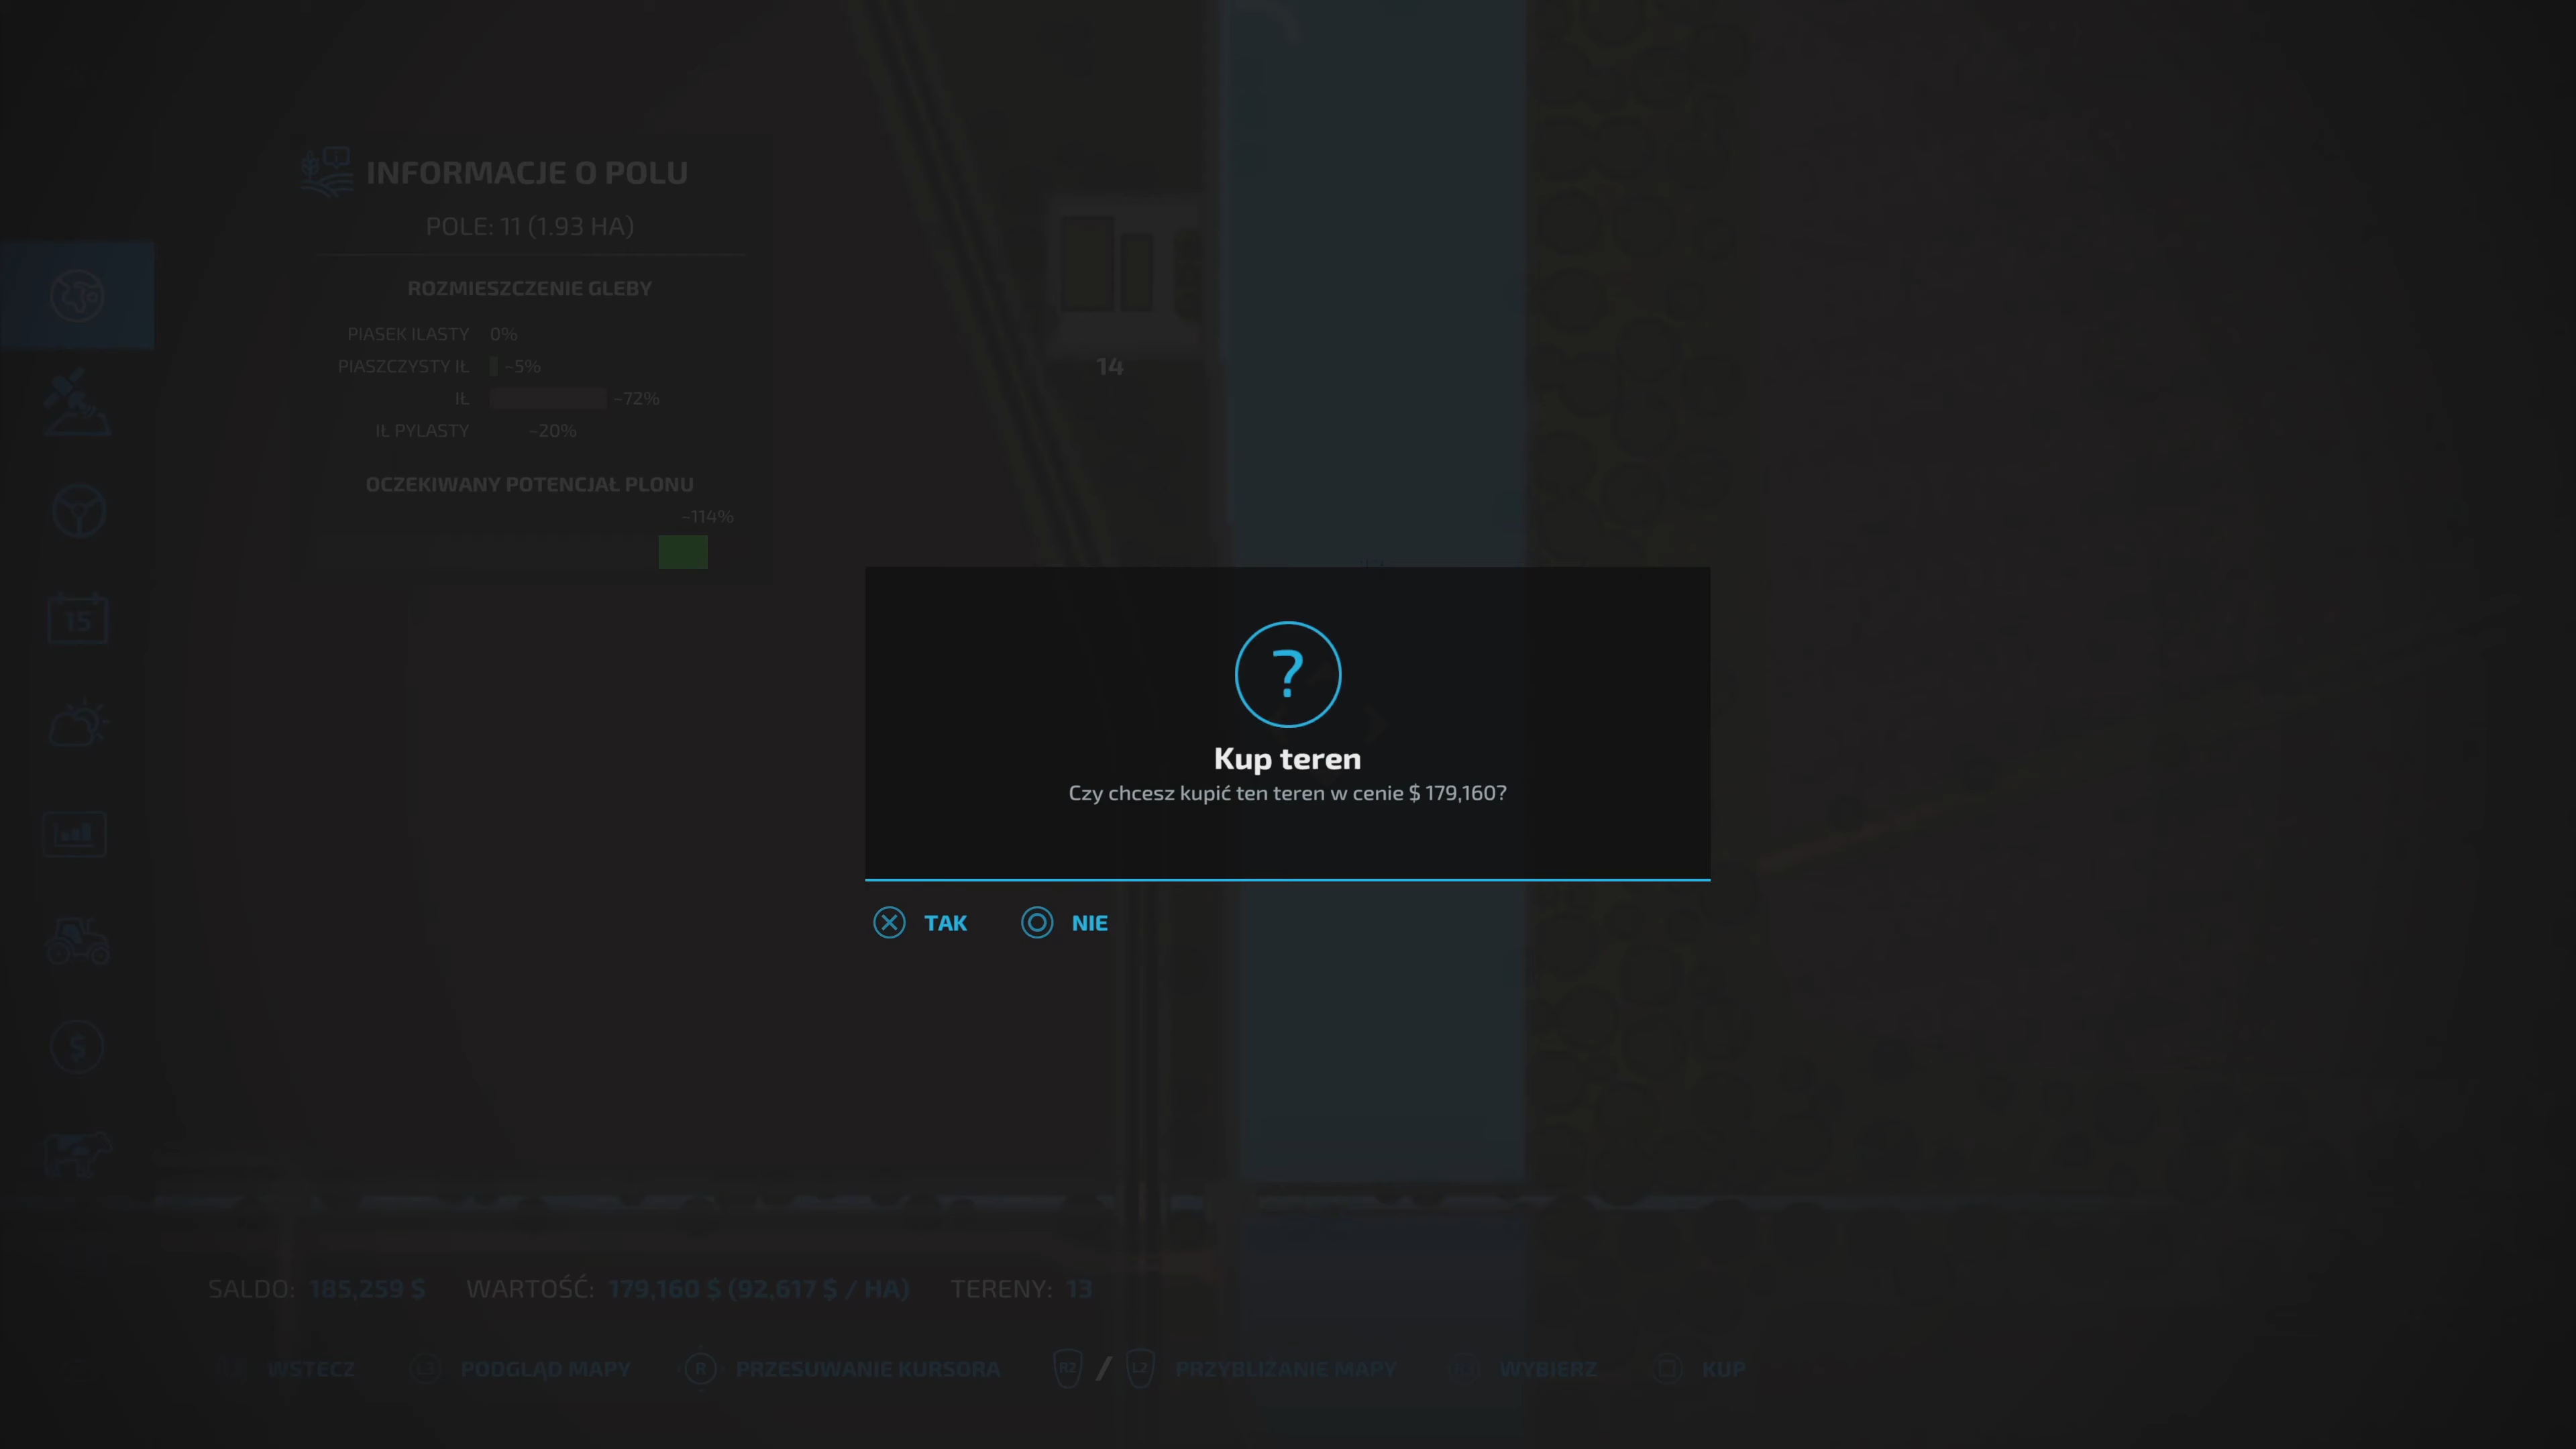 INFORMACJE O POLU
POLE: 11 (1.93 HA)
ROZMIESZCZENIE GLEBY
PIASEK ILASTY 0%
PIASZCZYSTY IŁ ~5%
IŁ ~72%
IŁ PYLASTY ~20%
OCZEKIWANY POTENCJAŁ PLONU
~114%
14
15
?
Kup teren
Czy chcesz kupić ten teren w cenie $ 179,160?
TAK NIE
$
SALDO: 185,259 $ WARTOŚĆ: 179,160 $ (92,617 $ / HA) TERENY: 13
WSTECZ L3 PODGLĄD MAPY R PRZESUWANIE KURSORA R2 / L2 PRZYBLIŻANIE MAPY WYBIERZ KUP